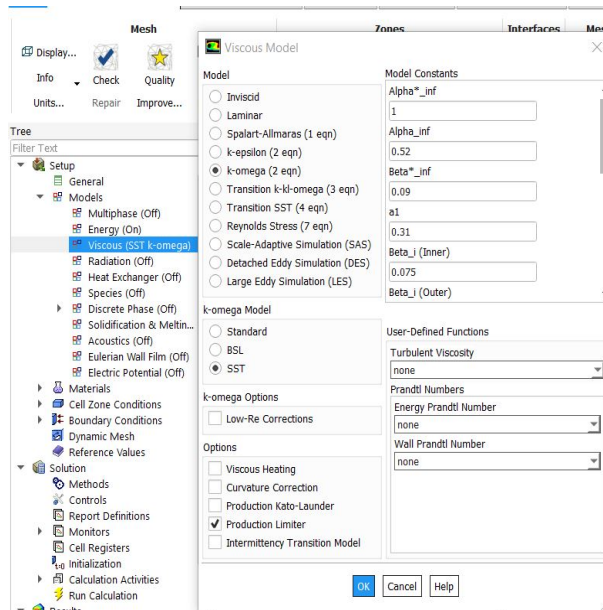 Mesh
Zones
Interfaces
Display...
Info
Check
Quality
Units...
Repair
Improve...
Tree
Filter Text
Setup
General
Models
Multiphase (Off)
Energy (On)
Viscous (SST k-omega)
Radiation (Off)
Heat Exchanger (Off)
Species (Off)
Discrete Phase (Off)
Solidification & Meltin...
Acoustics (Off)
Eulerian Wall Film (Off)
Electric Potential (Off)
Materials
Cell Zone Conditions
Boundary Conditions
Dynamic Mesh
Reference Values
Solution
Methods
Controls
Report Definitions
Monitors
Cell Registers
Initialization
Calculation Activities
Run Calculation
Viscous Model
Model
Inviscid
Laminar
Spalart-Allmaras (1 eqn)
k-epsilon (2 eqn)
k-omega (2 eqn)
Transition k-kl-omega (3 eqn)
Transition SST (4 eqn)
Reynolds Stress (7 eqn)
Scale-Adaptive Simulation (SAS)
Detached Eddy Simulation (DES)
Large Eddy Simulation (LES)
k-omega Model
Standard
BSL
SST
k-omega Options
Low-Re Corrections
Options
Viscous Heating
Curvature Correction
Production Kato-Launder
Production Limiter
Intermittency Transition Model
Model Constants
Alpha*_inf
1
Alpha_inf
0.52
Beta*_inf
0.09
a1
0.31
Beta_i (Inner)
0.075
Beta_i (Outer)
User-Defined Functions
Turbulent Viscosity
none
Prandtl Numbers
Energy Prandtl Number
none
Wall Prandtl Number
none
OK
Cancel
Help